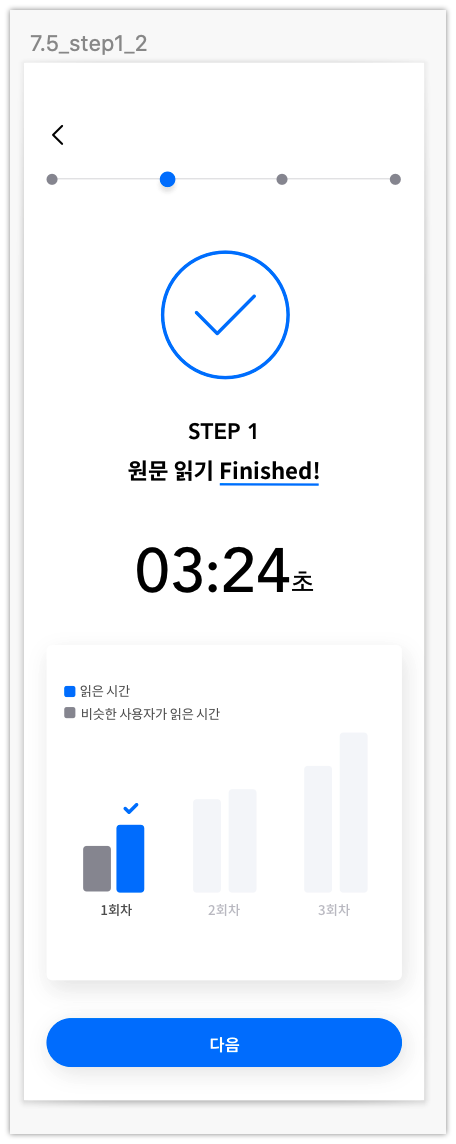 7.5_step1_2
STEP 1
원문 읽기 Finished!
03:24초
읽은 시간
비슷한 사용자가 읽은 시간
1회차 2회차 3회차
다음